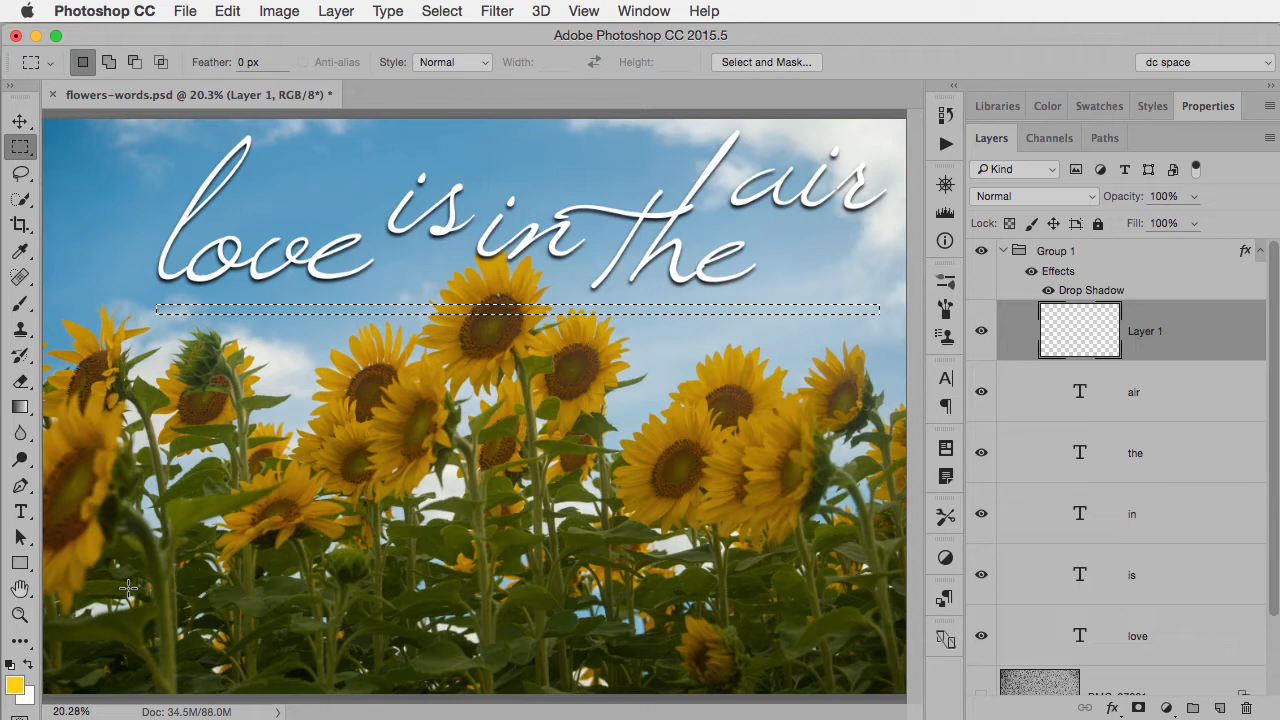 Photoshop CC File Edit Image Layer Type Select Filter 3D View Window Help
Adobe Photoshop CC 2015.5
Feather: 0 px Anti-alias Style: Normal Width: Height: Select and Mask... dc space
× flowers-words.psd @ 20.3% (Layer 1, RGB/8*) *
Libraries Color Swatches Styles Properties
Layers Channels Paths
Kind
Normal Opacity: 100%
Lock: Fill: 100%
Group 1 fx
Effects
Drop Shadow
Layer 1
air
the
in
is
love
love is in the air
20.28% Doc: 34.5M/88.0M
fx